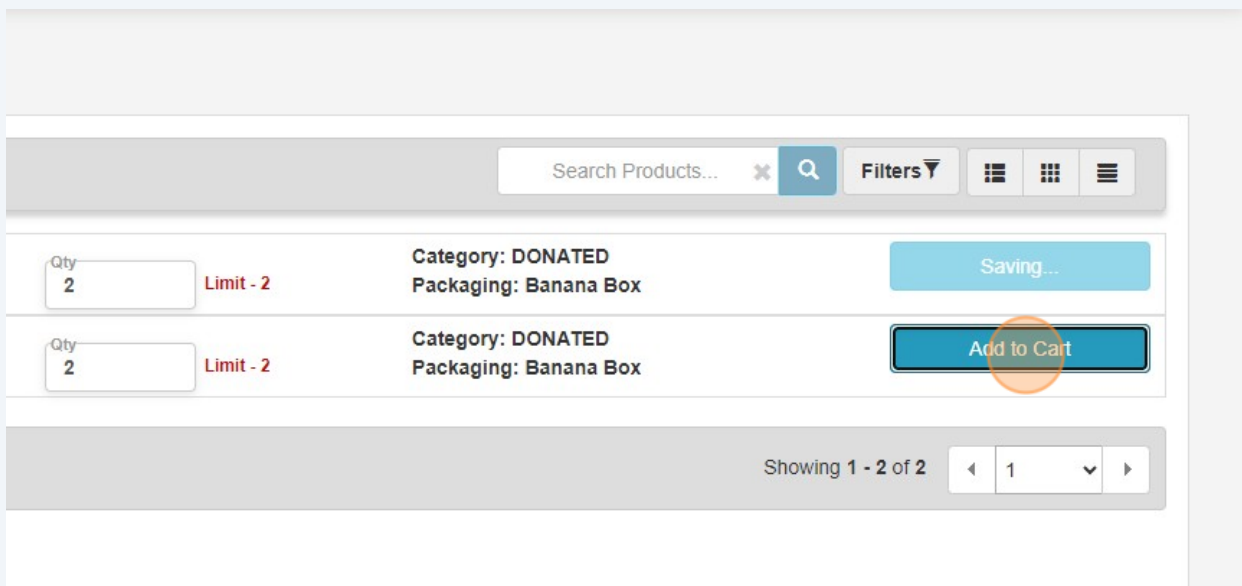 Search Products...
Filters
Qty
2
Limit - 2
Category: DONATED
Packaging: Banana Box
Saving...
Qty
2
Limit - 2
Category: DONATED
Packaging: Banana Box
Add to Cart
Showing 1 - 2 of 2
1